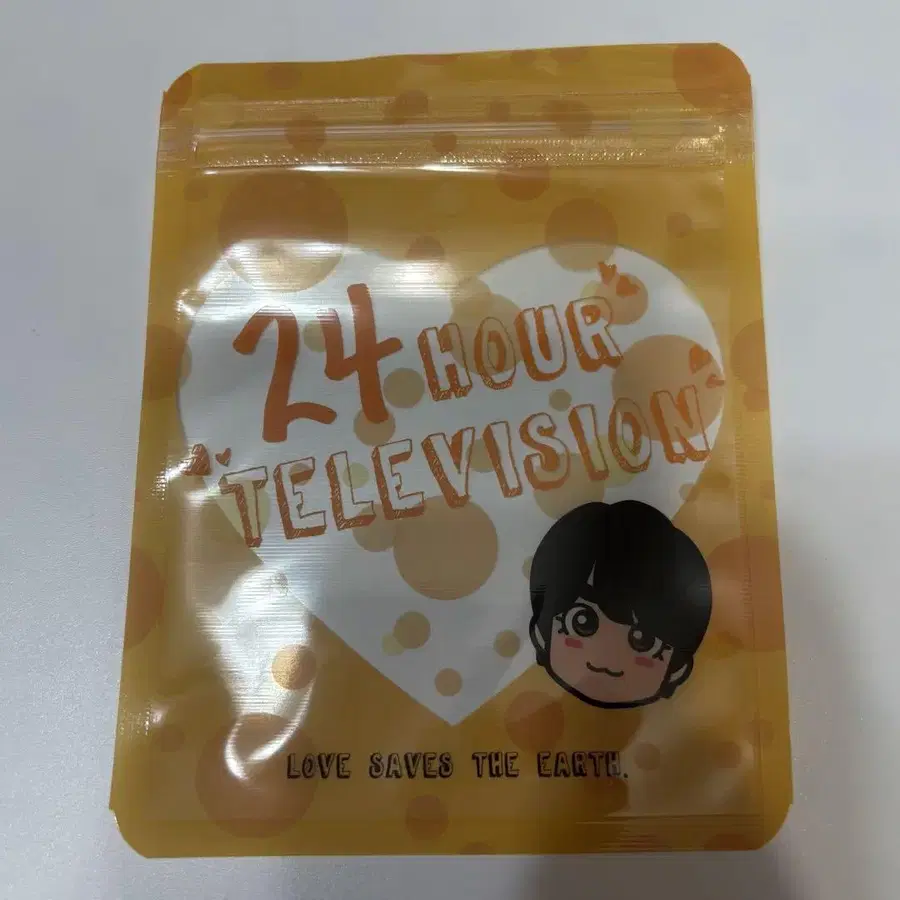 24 HOUR
TELEVISION
LOVE SAVES THE EARTH.